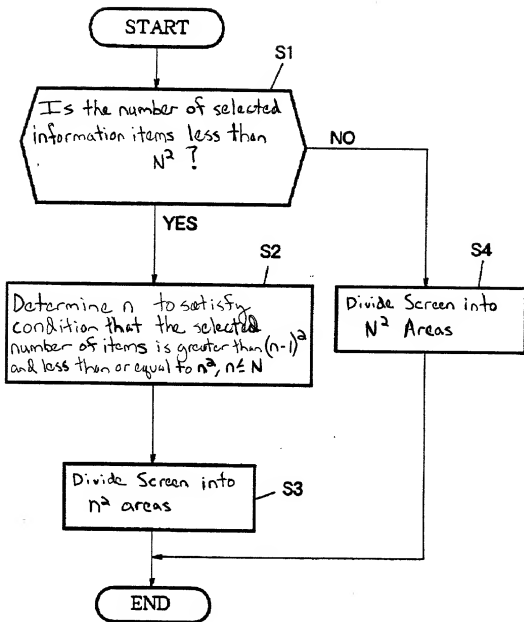 START
S1
Is the number of selected
information items less than
N² ?
NO
YES
S2
S4
Determine n to satisfy
condition that the selected
number of items is greater than (n-1)²
and less than or equal to n², n≤N
Divide Screen into
N² Areas
Divide Screen into
n² areas
S3
END